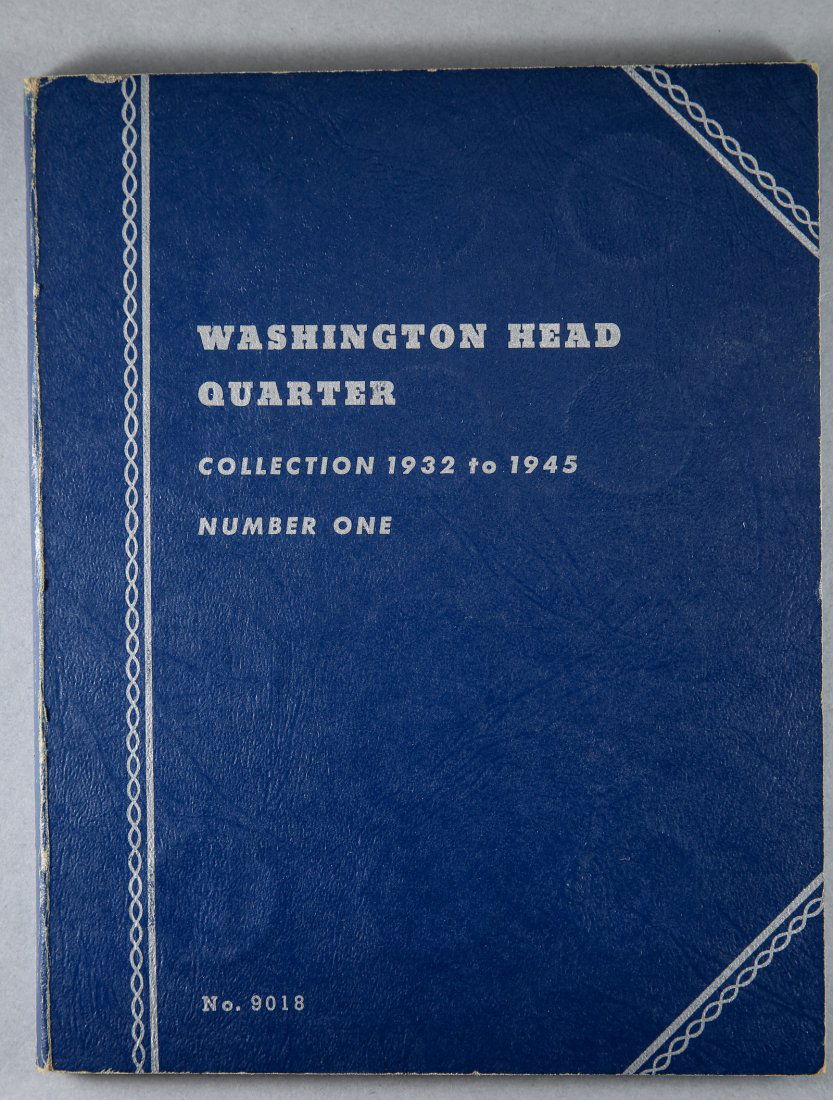 WASHINGTON HEAD
QUARTER
COLLECTION 1932 to 1945
NUMBER ONE
No. 9018